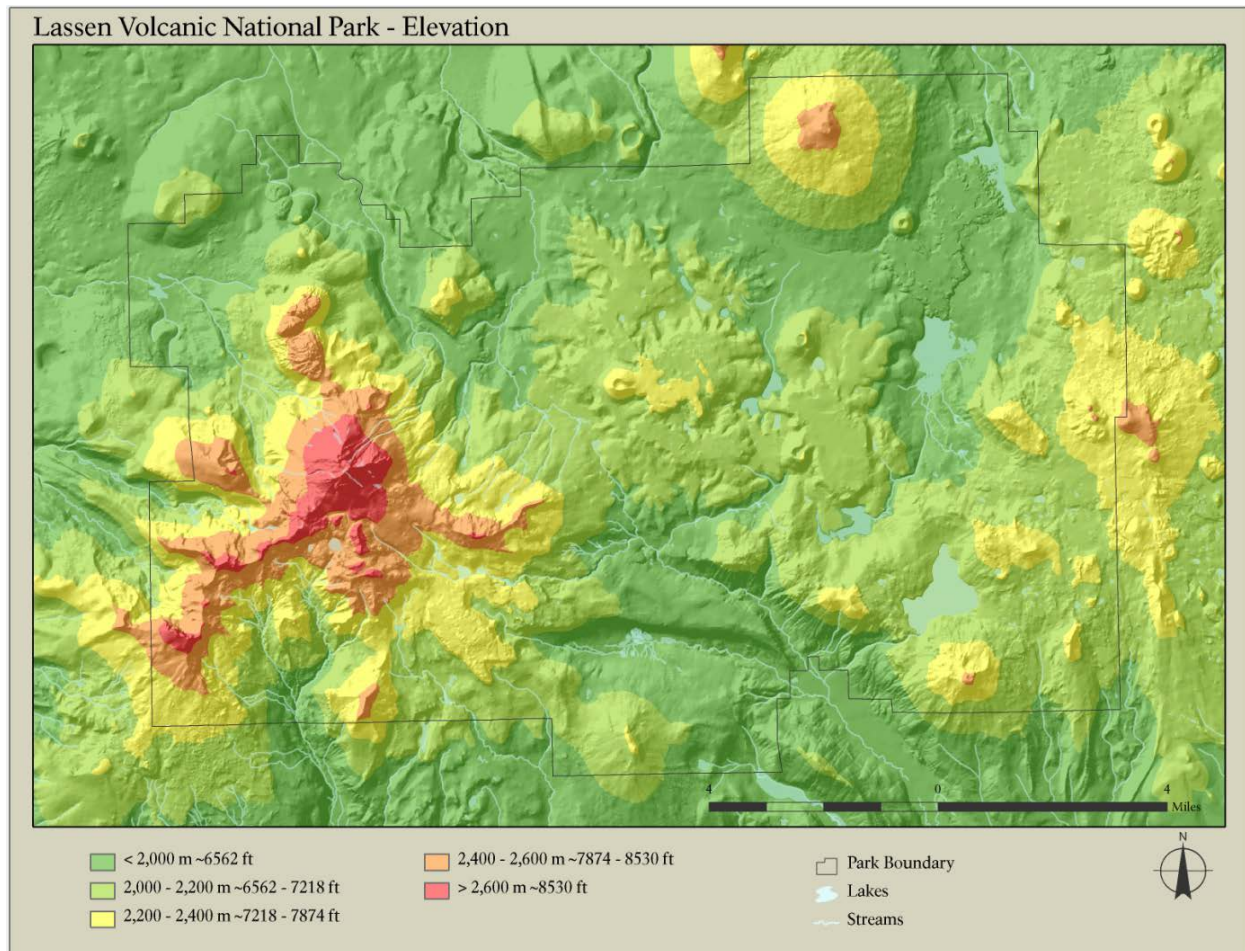 Lassen Volcanic National Park - Elevation
4 0 4
Miles
< 2,000 m ~6562 ft
2,000 - 2,200 m ~6562 - 7218 ft
2,200 - 2,400 m ~7218 - 7874 ft
2,400 - 2,600 m ~7874 - 8530 ft
> 2,600 m ~8530
Park Boundary
Lakes
Streams
N